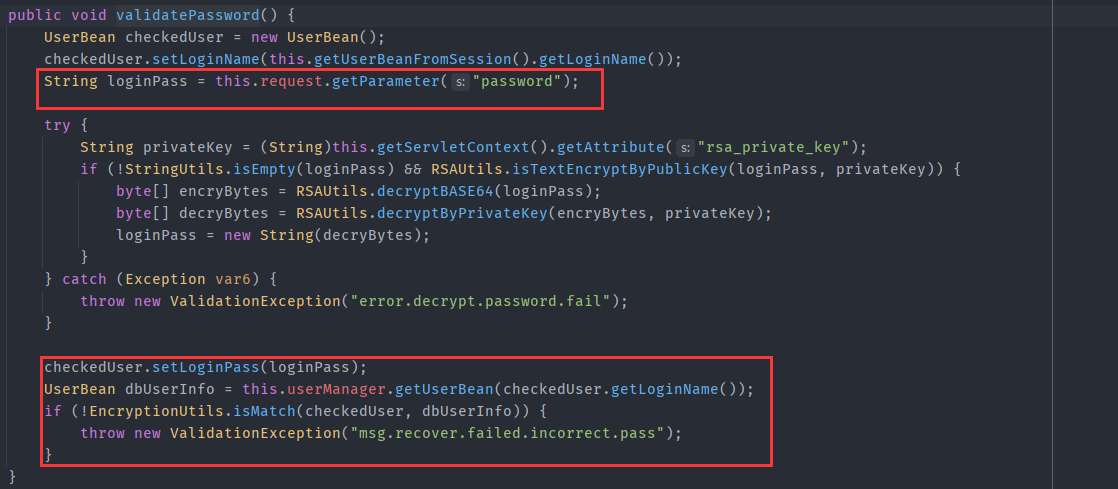 public void validatePassword() {
    UserBean checkedUser = new UserBean();
    checkedUser.setLoginName(this.getUserBeanFromSession().getLoginName());
    String loginPass = this.request.getParameter( s: "password");

    try {
        String privateKey = (String)this.getServletContext().getAttribute( s: "rsa_private_key");
        if (!StringUtils.isEmpty(loginPass) && RSAUtils.isTextEncryptByPublicKey(loginPass, privateKey)) {
            byte[] encryBytes = RSAUtils.decryptBASE64(loginPass);
            byte[] decryBytes = RSAUtils.decryptByPrivateKey(encryBytes, privateKey);
            loginPass = new String(decryBytes);
        }
    } catch (Exception var6) {
        throw new ValidationException("error.decrypt.password.fail");
    }

    checkedUser.setLoginPass(loginPass);
    UserBean dbUserInfo = this.userManager.getUserBean(checkedUser.getLoginName());
    if (!EncryptionUtils.isMatch(checkedUser, dbUserInfo)) {
        throw new ValidationException("msg.recover.failed.incorrect.pass");
    }
}